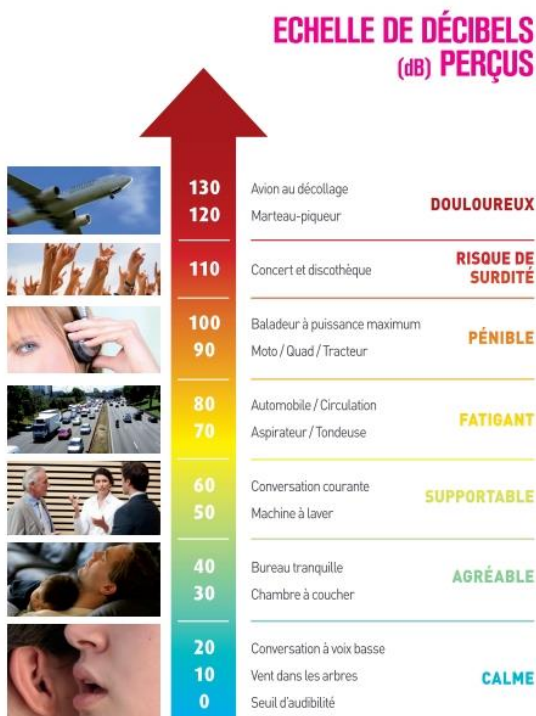 ECHELLE DE DÉCIBELS
(dB) PERÇUS
130 Avion au décollage
120 Marteau-piqueur
DOULOUREUX
110 Concert et discothèque
RISQUE DE
SURDITÉ
100 Baladeur à puissance maximum
90 Moto / Quad / Tracteur
PÉNIBLE
80 Automobile / Circulation
70 Aspirateur / Tondeuse
FATIGANT
60 Conversation courante
50 Machine à laver
SUPPORTABLE
40 Bureau tranquille
30 Chambre à coucher
AGRÉABLE
20 Conversation à voix basse
10 Vent dans les arbres
CALME
0 Seuil d'audibilité